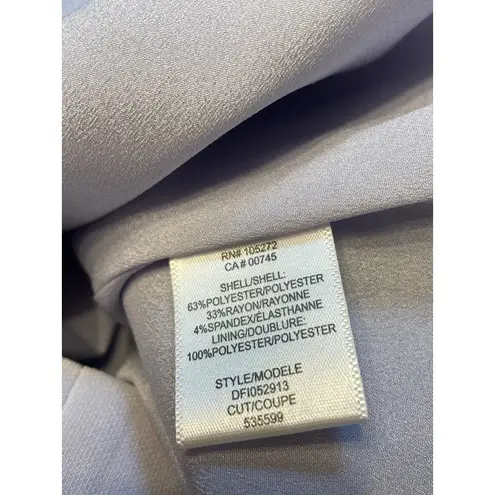 RN# 105272
CA# 00745
SHELL/SHELL:
63%POLYESTER/POLYESTER
33%RAYON/RAYONNE
4%SPANDEX/ÉLASTHANNE
LINING/DOUBLURE:
100%POLYESTER/POLYESTER
STYLE/MODELE
DFI052913
CUT/COUPE
535599